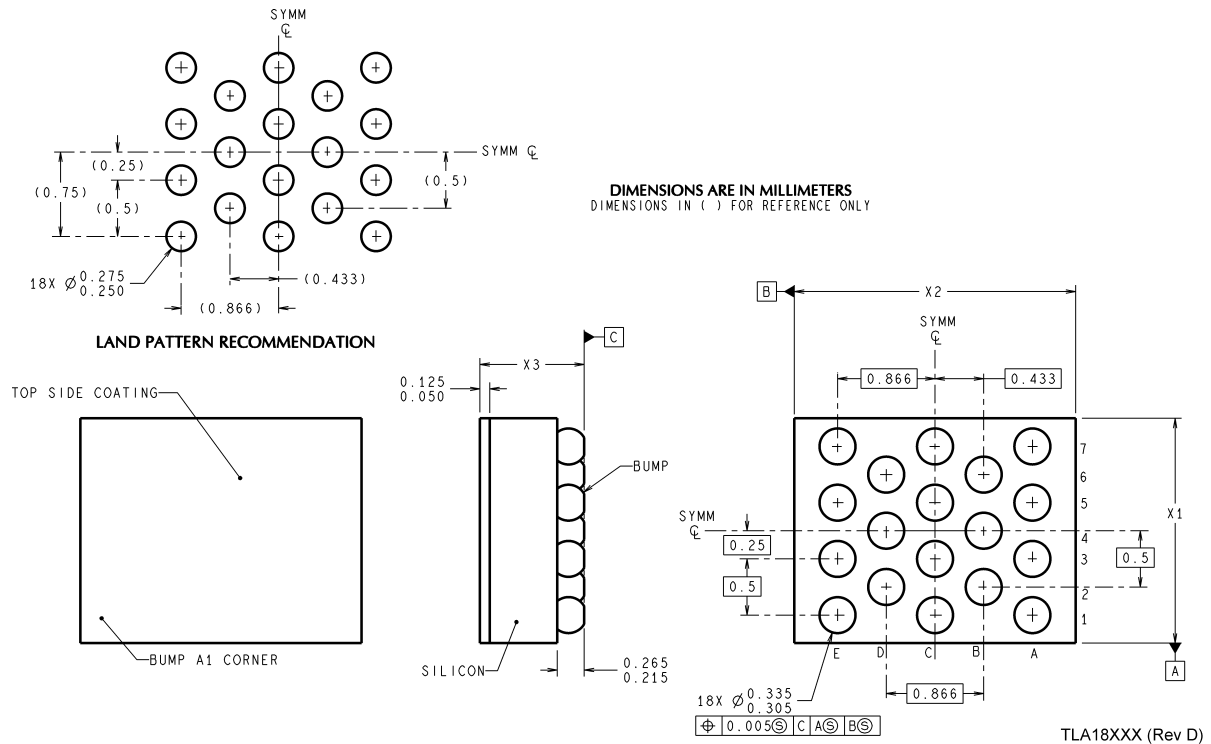 SYMM
℄
SYMM ℄
(0.25)
(0.75)
(0.5)
(0.5)
18X Ø 0.275
0.250
(0.433)
(0.866)
LAND PATTERN RECOMMENDATION
DIMENSIONS ARE IN MILLIMETERS
DIMENSIONS IN ( ) FOR REFERENCE ONLY
TOP SIDE COATING
BUMP A1 CORNER
X3
C
0.125
0.050
BUMP
SILICON
0.265
0.215
B
X2
SYMM
℄
0.866
0.433
7
6
5
4
3
2
1
X1
SYMM
℄
0.25
0.5
0.5
E D C B A
A
0.866
18X Ø 0.335
0.305
⌖ 0.005Ⓢ C AⓈ BⓈ
TLA18XXX (Rev D)